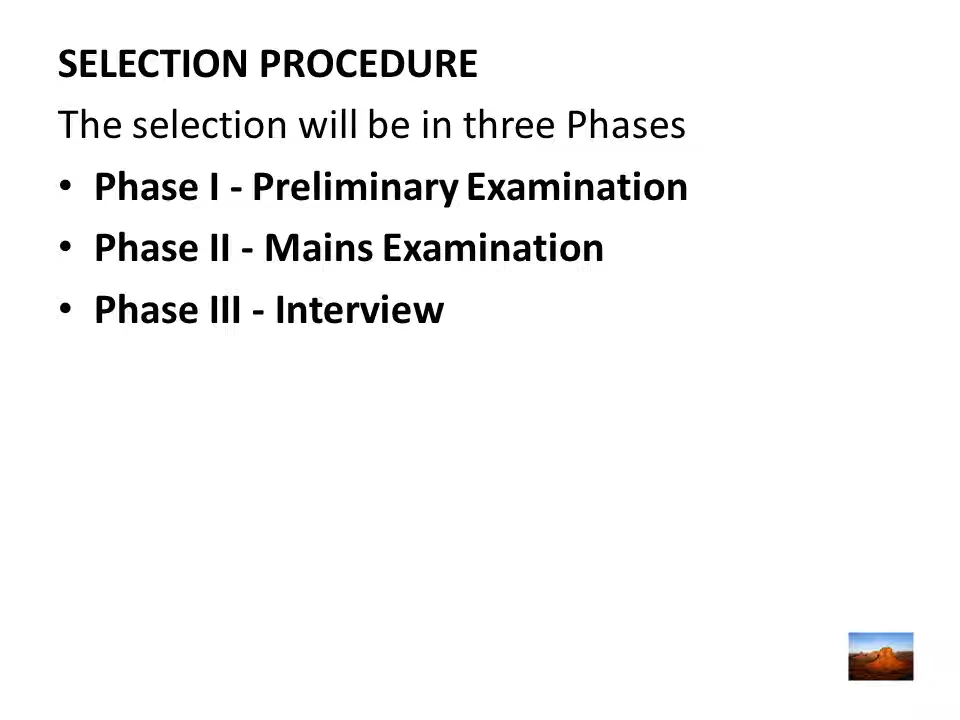 SELECTION PROCEDURE
The selection will be in three Phases
• Phase I - Preliminary Examination
• Phase II - Mains Examination
• Phase III - Interview